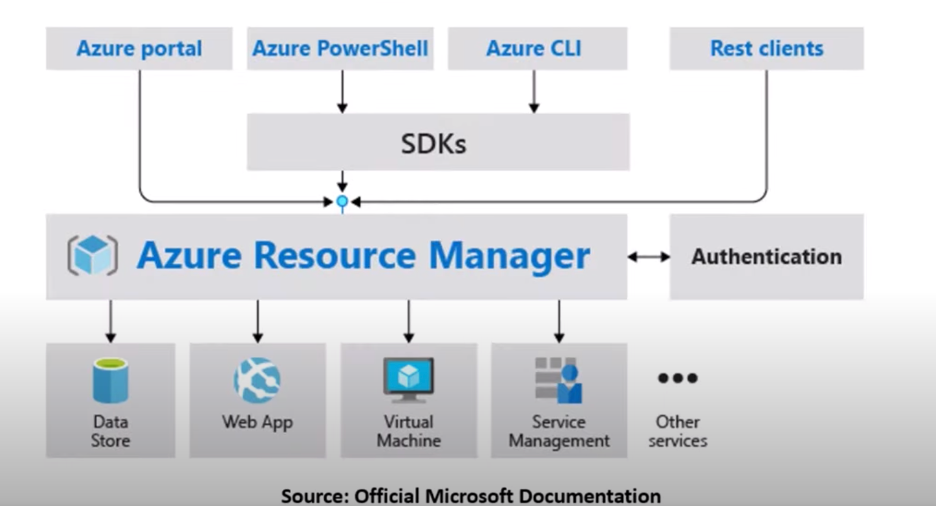 Azure portal
Azure PowerShell
Azure CLI
Rest clients
SDKs
Azure Resource Manager
Authentication
Data
Store
Web App
Virtual
Machine
Service
Management
Other
services
Source: Official Microsoft Documentation